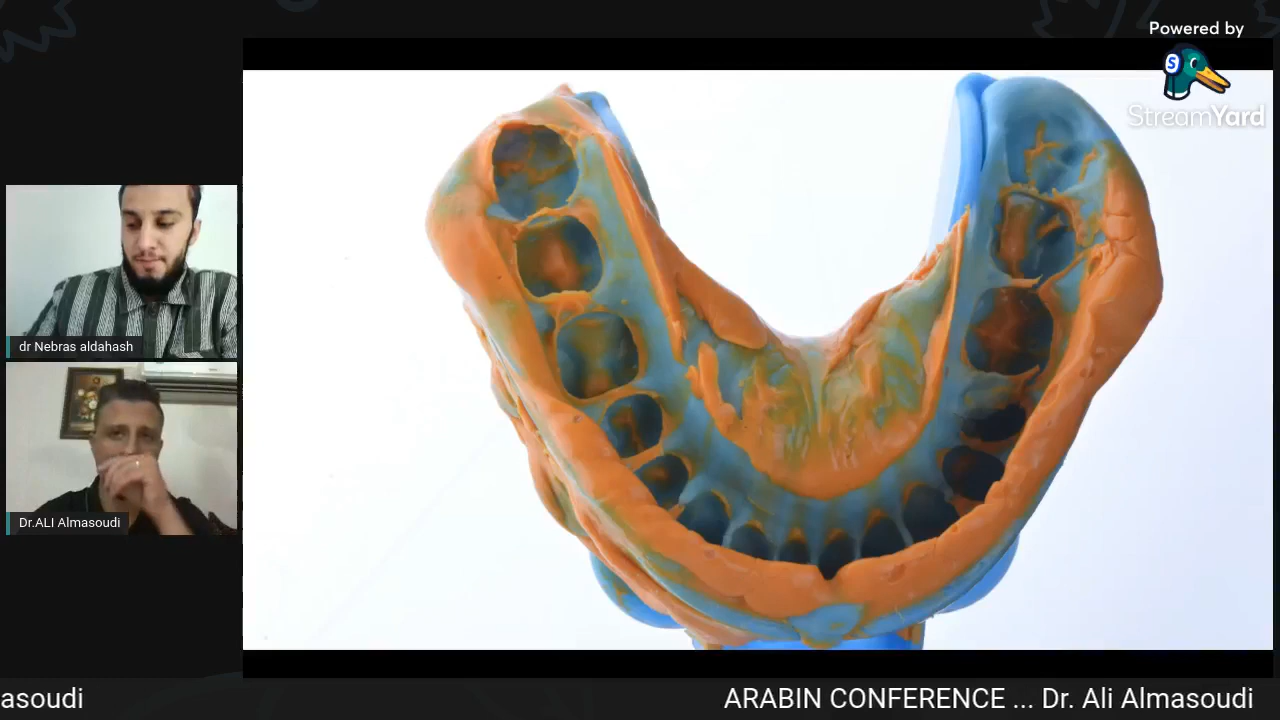 Powered by
S
StreamYard
dr Nebras aldahash
Dr.ALI Almasoudi
asoudi
ARABIN CONFERENCE ... Dr. Ali Almasoudi